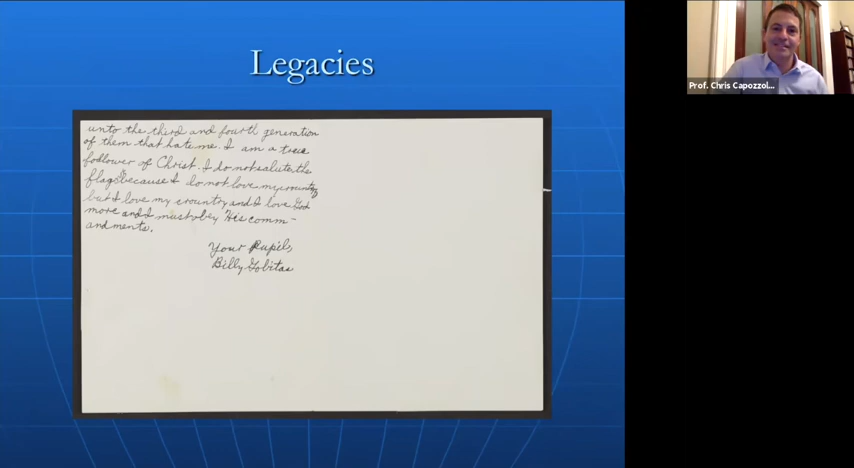 Legacies
Prof. Chris Capozzol...
unto the third and fourth generation
of them that hate me. I am a true
follower of Christ. I do not salute the
flag because I do not love my country
but I love my country and I love God
more and I must obey His comm-
andments.
Your Pupil,
Billy Gobitas